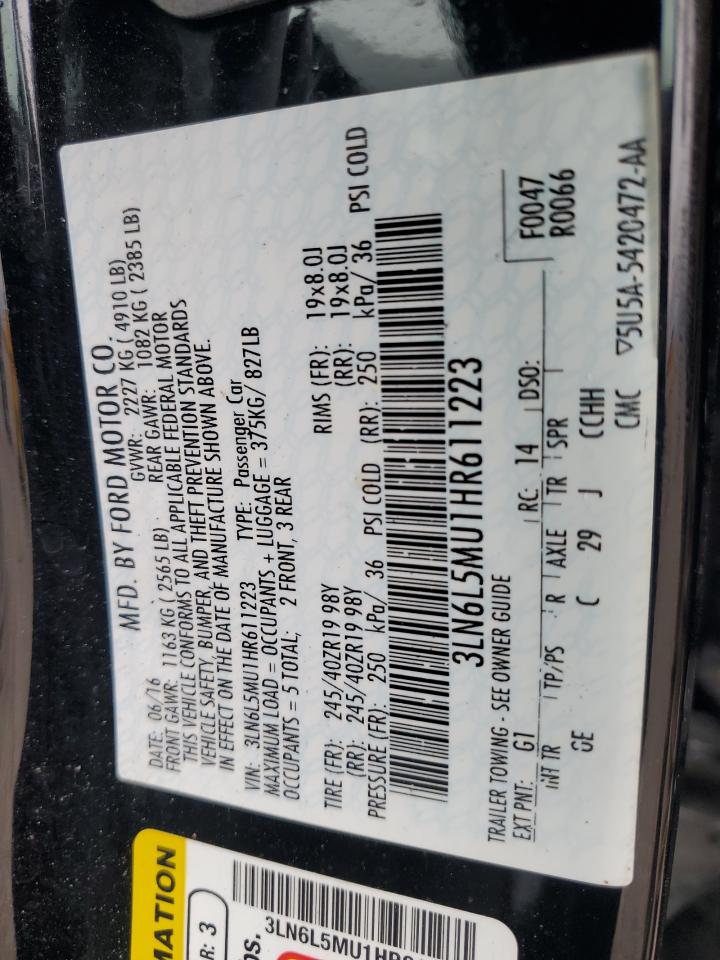 MFD. BY FORD MOTOR CO.
DATE: 06/16 GVWR: 2227 KG ( 4910 LB)
FRONT GAWR: 1163 KG ( 2565 LB) REAR GAWR: 1082 KG ( 2385 LB)
THIS VEHICLE CONFORMS TO ALL APPLICABLE FEDERAL MOTOR
VEHICLE SAFETY, BUMPER, AND THEFT PREVENTION STANDARDS
IN EFFECT ON THE DATE OF MANUFACTURE SHOWN ABOVE.
VIN: 3LN6L5MU1HR611223 TYPE: Passenger Car
MAXIMUM LOAD = OCCUPANTS + LUGGAGE = 375KG/ 827LB
OCCUPANTS = 5 TOTAL; 2 FRONT, 3 REAR
TIRE (FR): 245/40ZR19 98Y RIMS (FR): 19x8.0J
(RR): 245/40ZR19 98Y (RR): 19x8.0J
PRESSURE (FR): 250 kPa/ 36 PSI COLD (RR): 250 kPa/ 36 PSI COLD
3LN6L5MU1HR611223
F0047
R0066
TRAILER TOWING - SEE OWNER GUIDE
EXT PNT: G1 RC: 14 DSO:
INT TR TP/PS R AXLE TR SPR
GE C 29 J CCHH
CMC ▽5U5A-5420472-AA
MATION
R: 3
bs.